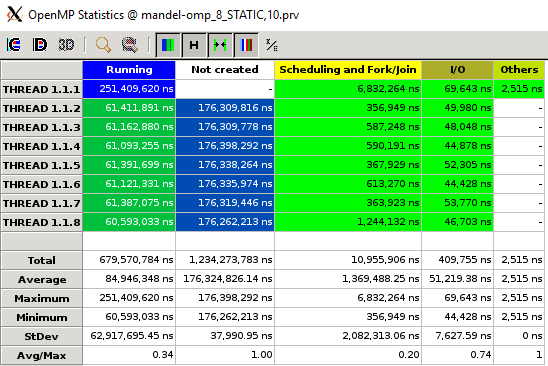 OpenMP Statistics @ mandel-omp_8_STATIC,10.prv
3D
Running Not created Scheduling and Fork/Join I/O Others
THREAD 1.1.1 251,409,620 ns - 6,832,264 ns 69,643 ns 2,515 ns
THREAD 1.1.2 61,411,891 ns 176,309,816 ns 356,949 ns 49,980 ns -
THREAD 1.1.3 61,162,880 ns 176,309,778 ns 587,248 ns 48,048 ns -
THREAD 1.1.4 61,093,255 ns 176,398,292 ns 590,191 ns 44,878 ns -
THREAD 1.1.5 61,391,699 ns 176,338,264 ns 367,929 ns 52,305 ns -
THREAD 1.1.6 61,121,331 ns 176,335,974 ns 613,270 ns 44,428 ns -
THREAD 1.1.7 61,387,075 ns 176,319,446 ns 363,923 ns 53,770 ns -
THREAD 1.1.8 60,593,033 ns 176,262,213 ns 1,244,132 ns 46,703 ns -
Total 679,570,784 ns 1,234,273,783 ns 10,955,906 ns 409,755 ns 2,515 ns
Average 84,946,348 ns 176,324,826.14 ns 1,369,488.25 ns 51,219.38 ns 2,515 ns
Maximum 251,409,620 ns 176,398,292 ns 6,832,264 ns 69,643 ns 2,515 ns
Minimum 60,593,033 ns 176,262,213 ns 356,949 ns 44,428 ns 2,515 ns
StDev 62,917,695.45 ns 37,990.95 ns 2,082,313.06 ns 7,627.59 ns 0 ns
Avg/Max 0.34 1.00 0.20 0.74 1